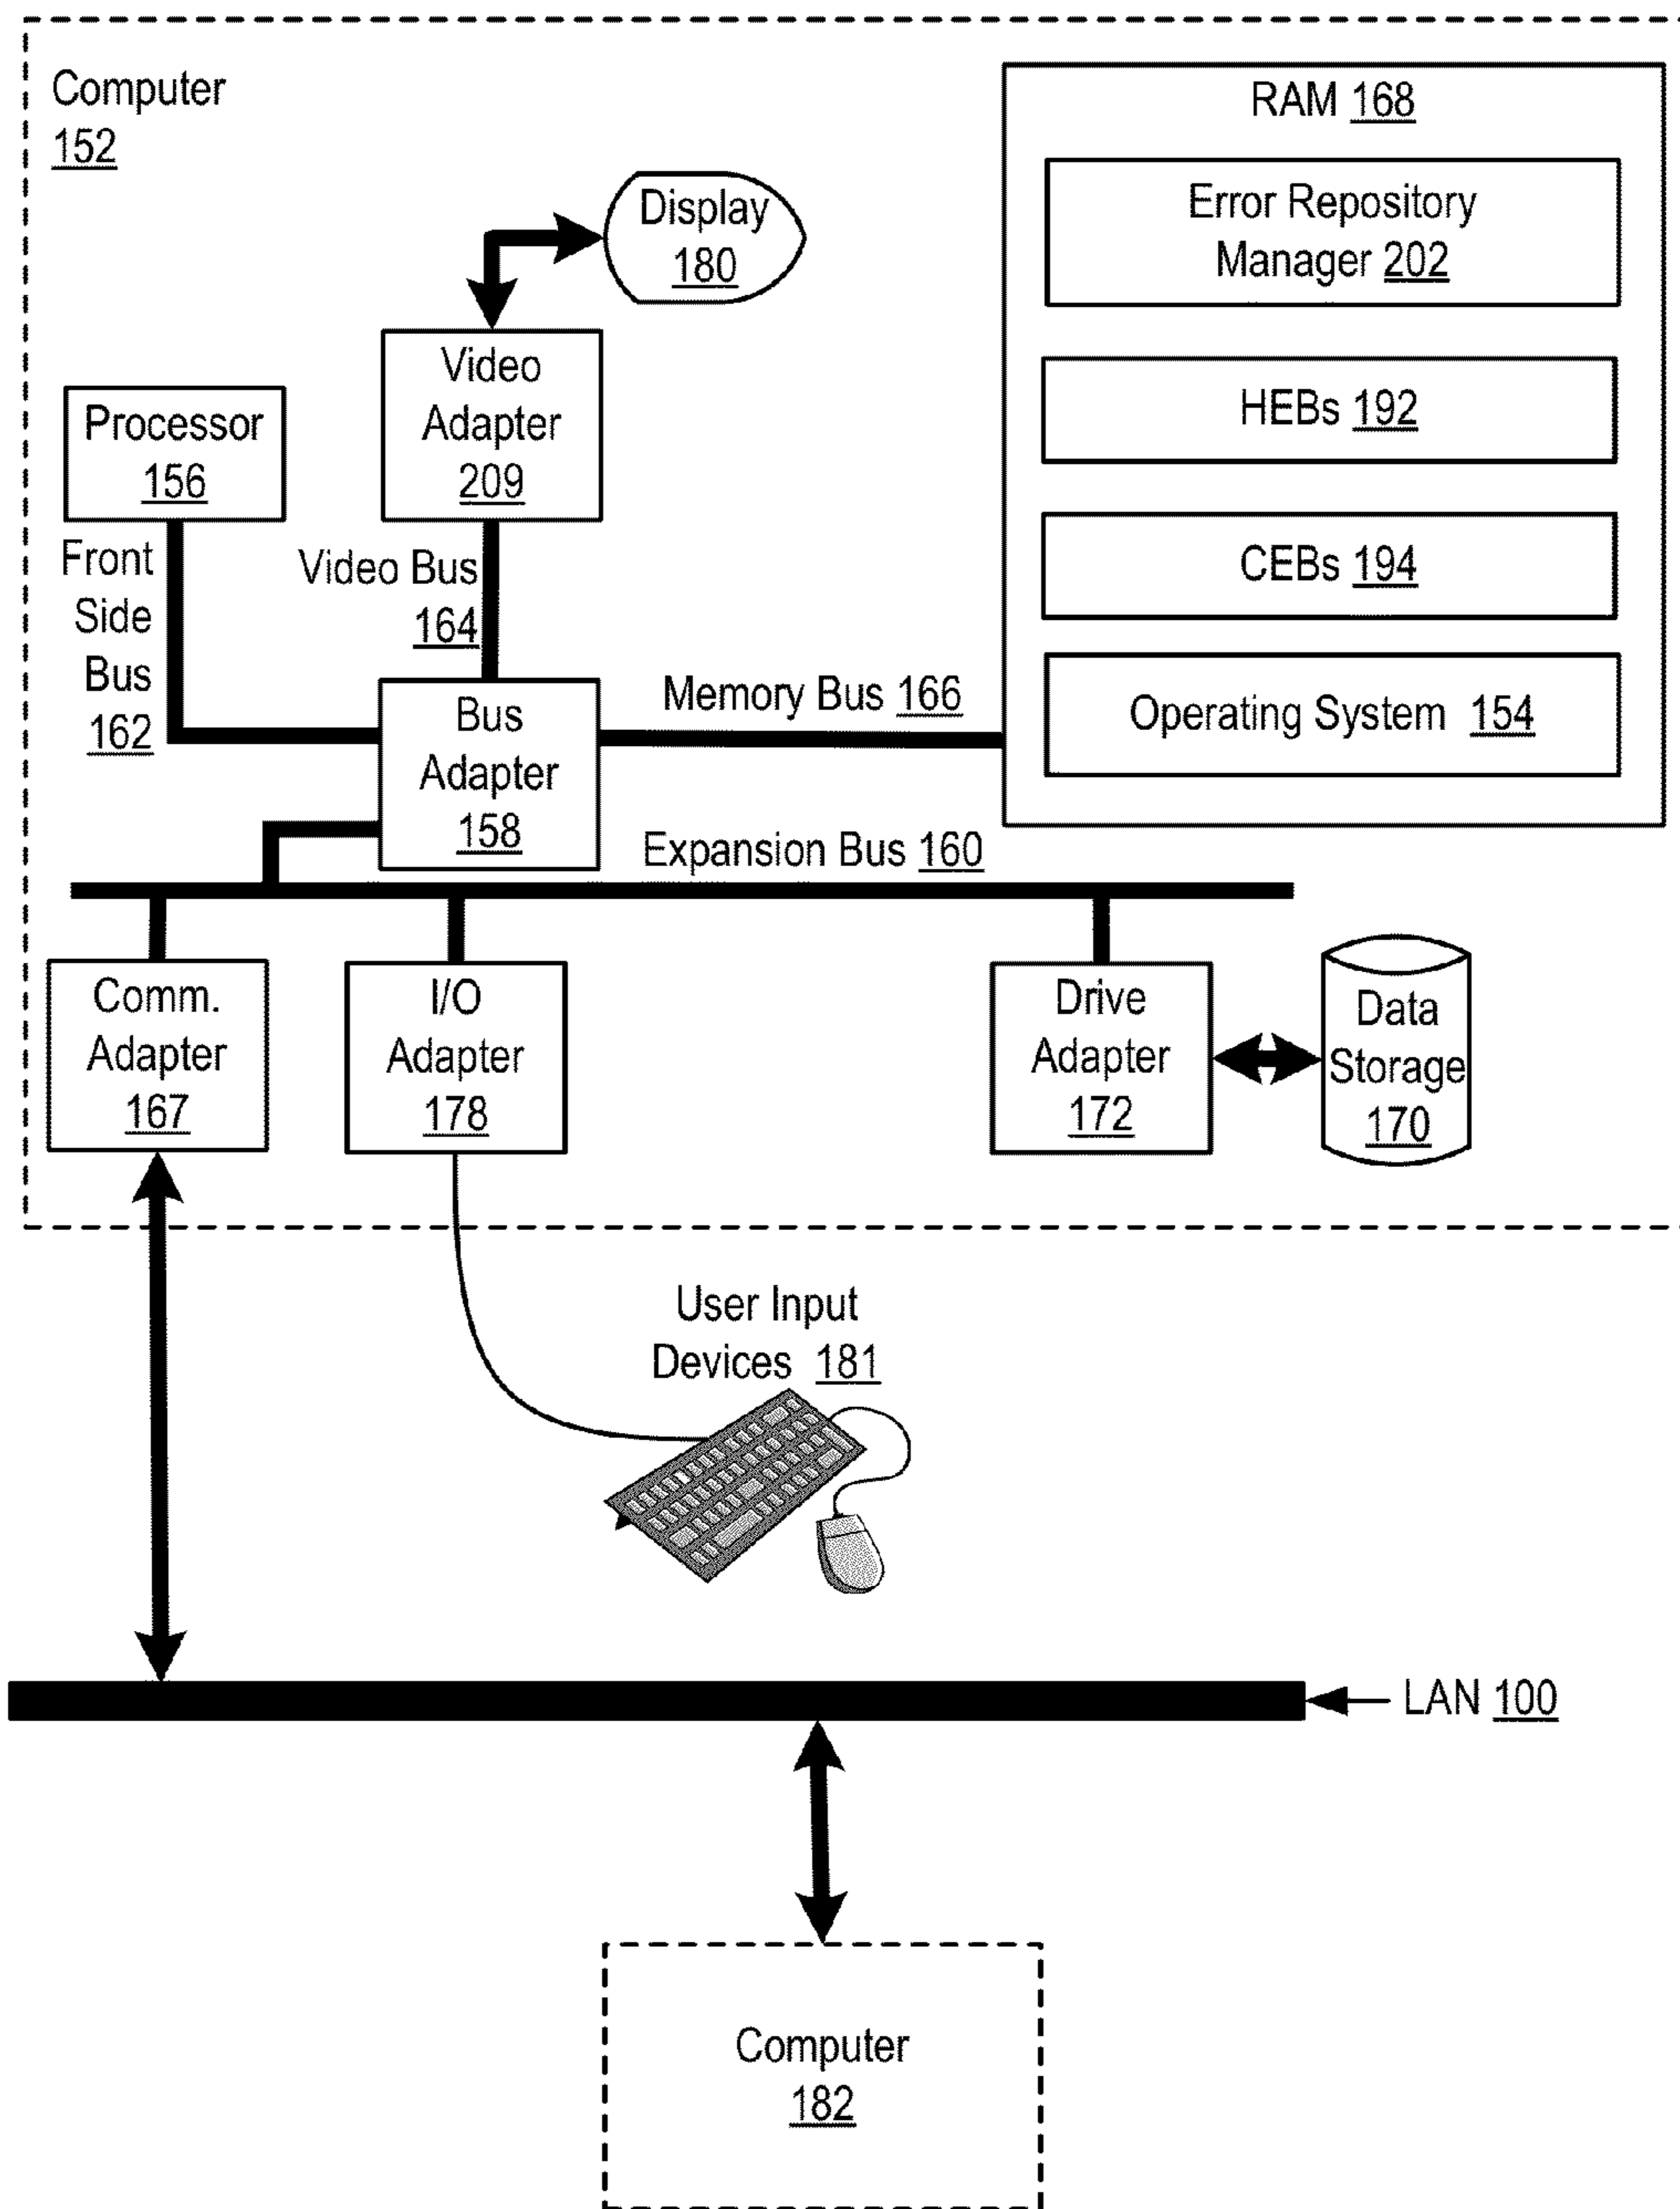 Computer
152
RAM 168
Error Repository
Manager 202
HEBs 192
CEBs 194
Operating System 154
Display
180
Video
Adapter
209
Processor
156
Front
Side
Bus
162
Video Bus
164
Bus
Adapter
158
Memory Bus 166
Expansion Bus 160
Comm.
Adapter
167
I/O
Adapter
178
Drive
Adapter
172
Data
Storage
170
User Input
Devices 181
LAN 100
Computer
182